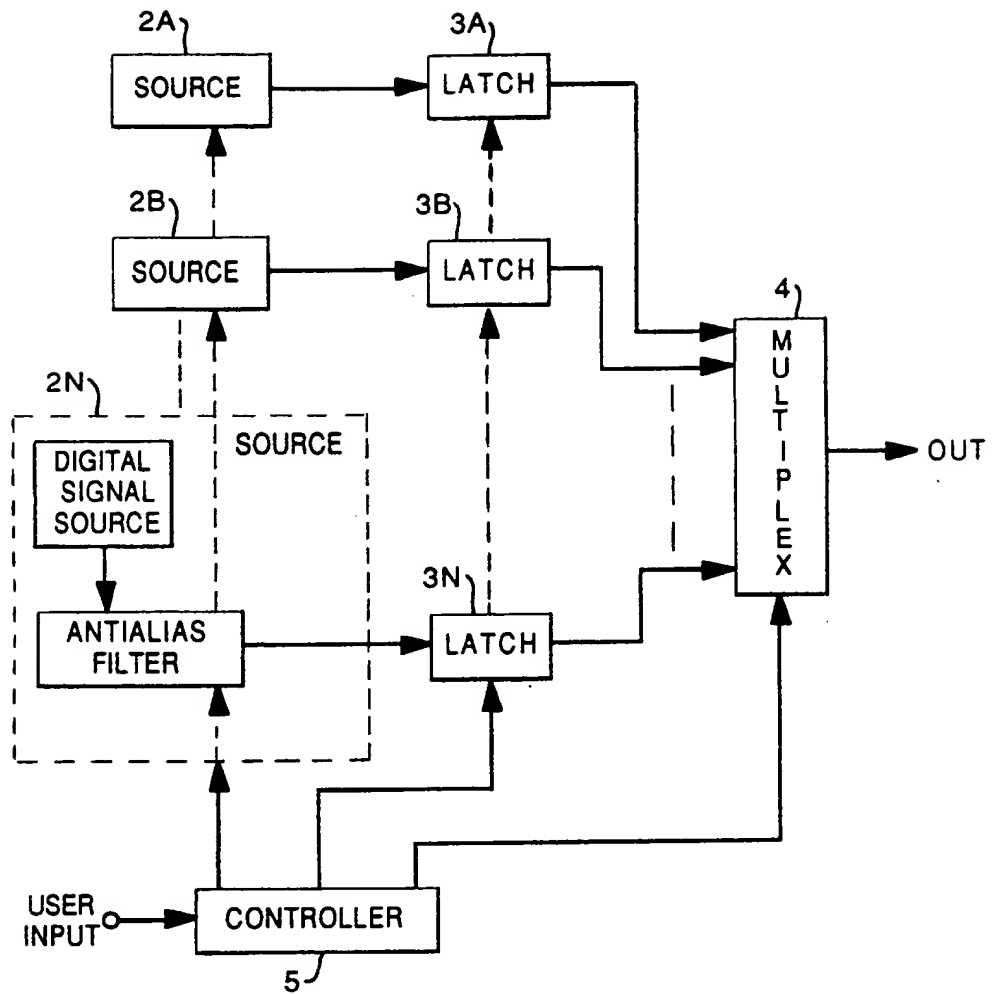 2A
3A
SOURCE
LATCH
2B
3B
SOURCE
LATCH
4
MULTIPLEX
2N
SOURCE
DIGITAL
SIGNAL
SOURCE
OUT
3N
ANTIALIAS
FILTER
LATCH
USER
INPUT
CONTROLLER
5